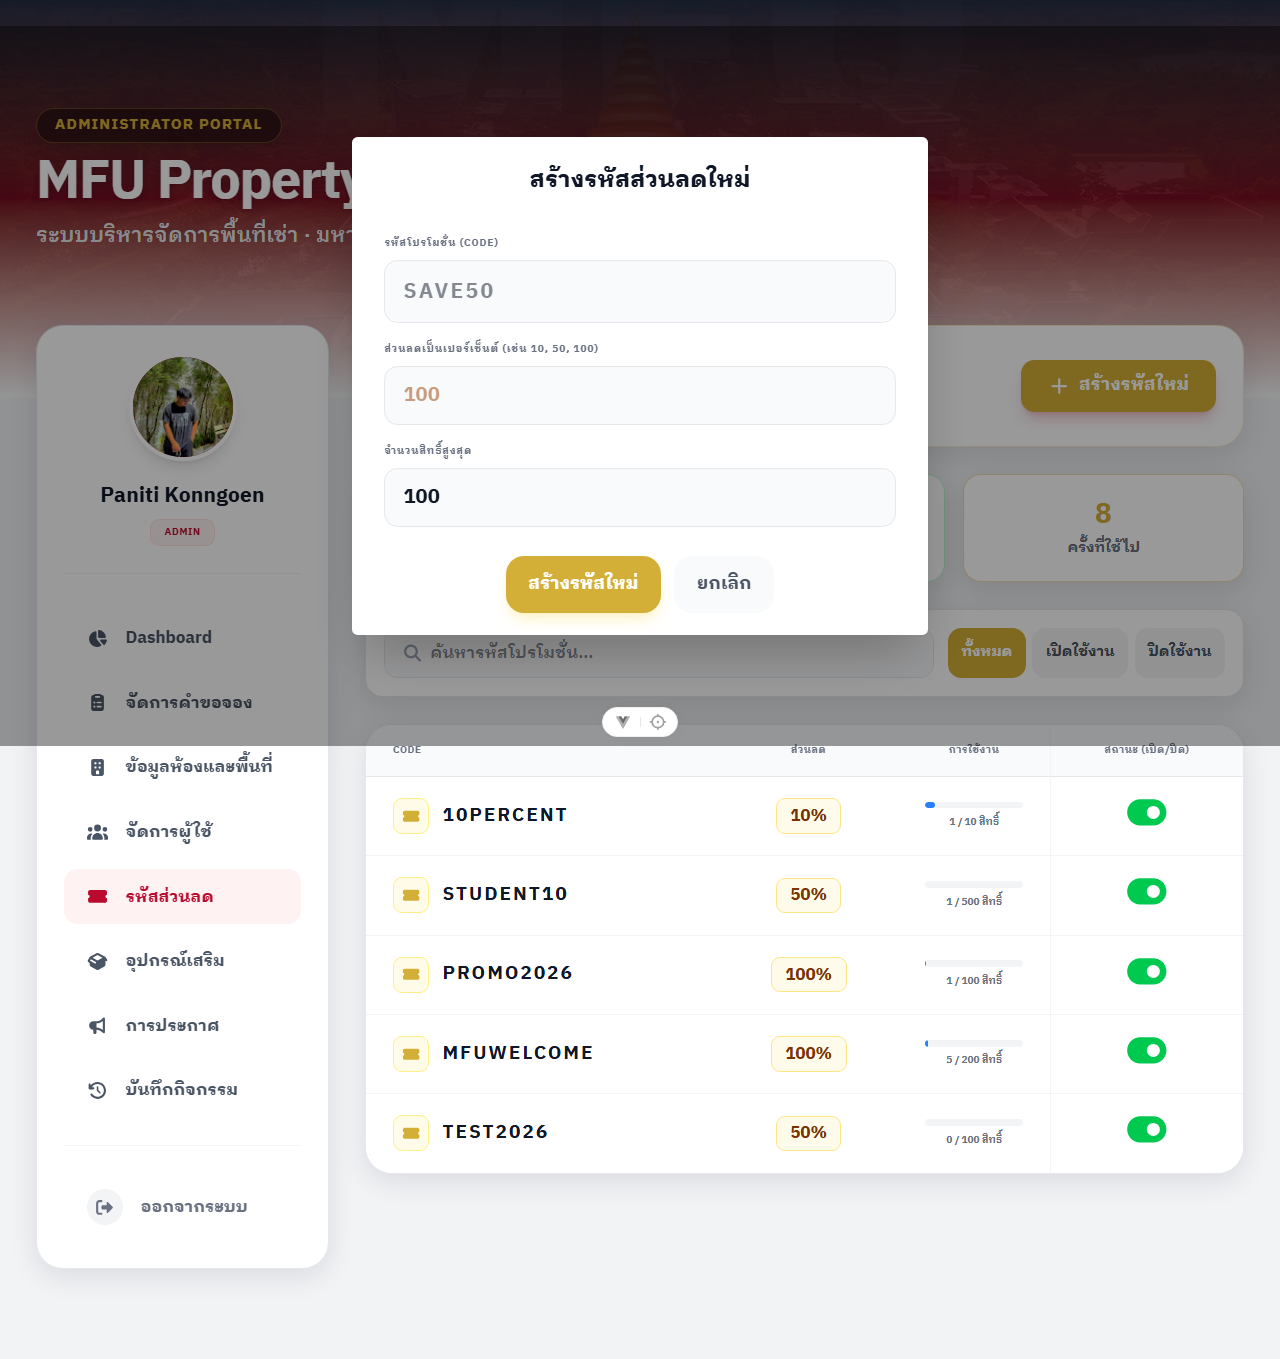 ADMINISTRATOR PORTAL
MFU Property
ระบบบริหารจัดการพื้นที่เช่า · มหา
Paniti Konngoen
ADMIN
Dashboard
จัดการคำขอจอง
ข้อมูลห้องและพื้นที่
จัดการผู้ใช้
รหัสส่วนลด
อุปกรณ์เสริม
การประกาศ
บันทึกกิจกรรม
ออกจากระบบ
สร้างรหัสส่วนลดใหม่
รหัสโปรโมชั่น (CODE)
SAVE50
ส่วนลดเป็นเปอร์เซ็นต์ (เช่น 10, 50, 100)
100
จำนวนสิทธิ์สูงสุด
100
สร้างรหัสใหม่
ยกเลิก
สร้างรหัสใหม่
8
ครั้งที่ใช้ไป
ค้นหารหัสโปรโมชั่น...
ทั้งหมด
เปิดใช้งาน
ปิดใช้งาน
CODE ส่วนลด การใช้งาน สถานะ (เปิด/ปิด)
10PERCENT 10% 1 / 10 สิทธิ์
STUDENT10 50% 1 / 500 สิทธิ์
PROMO2026 100% 1 / 100 สิทธิ์
MFUWELCOME 100% 5 / 200 สิทธิ์
TEST2026 50% 0 / 100 สิทธิ์